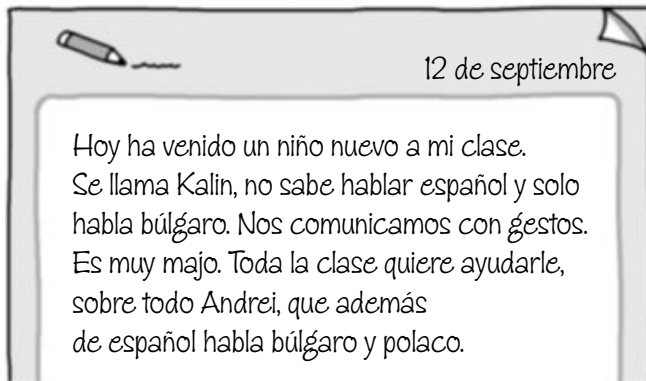 12 de septiembre
Hoy ha venido un niño nuevo a mi clase.
Se llama Kalin, no sabe hablar español y solo
habla búlgaro. Nos comunicamos con gestos.
Es muy majo. Toda la clase quiere ayudarle,
sobre todo Andrei, que además
de español habla búlgaro y polaco.